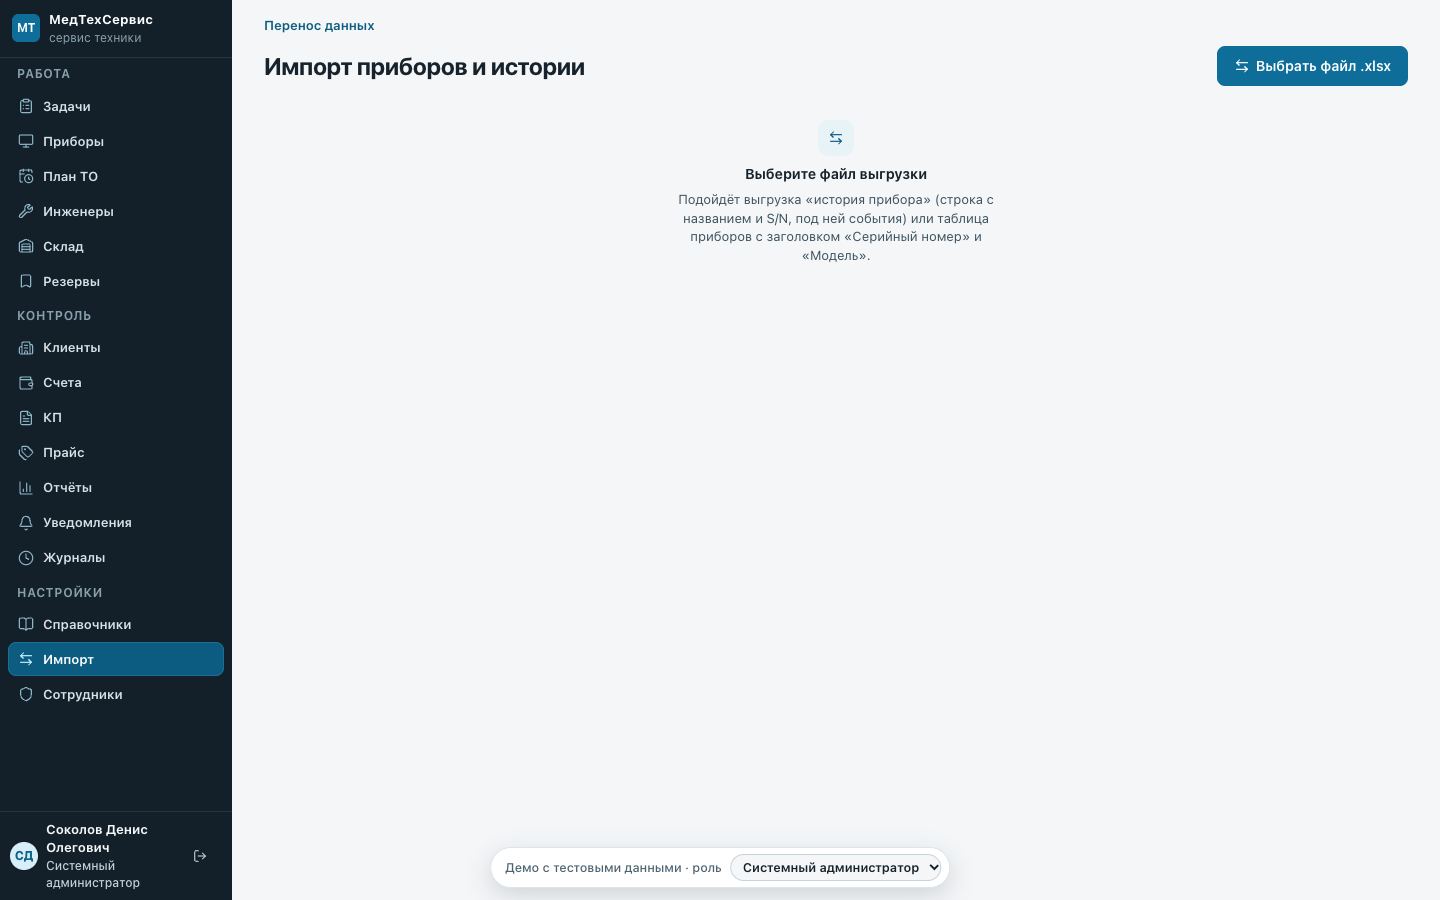 МТ
МедТехСервис
сервис техники
РАБОТА
Задачи
Приборы
План ТО
Инженеры
Склад
Резервы
КОНТРОЛЬ
Клиенты
Счета
КП
Прайс
Отчёты
Уведомления
Журналы
НАСТРОЙКИ
Справочники
Импорт
Сотрудники
СД
Соколов Денис
Олегович
Системный
администратор
Перенос данных
Импорт приборов и истории
Выбрать файл .xlsx
Выберите файл выгрузки
Подойдёт выгрузка «история прибора» (строка с
названием и S/N, под ней события) или таблица
приборов с заголовком «Серийный номер» и
«Модель».
Демо с тестовыми данными · роль
Системный администратор